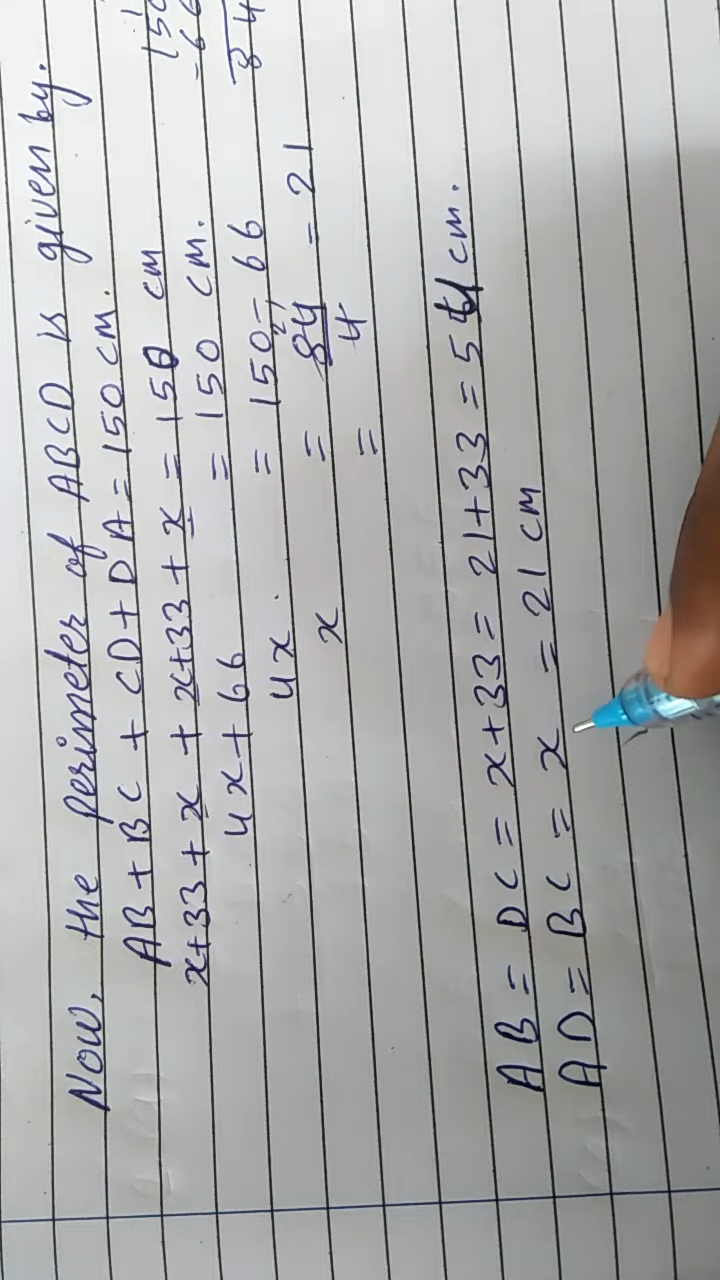 Now, the perimeter of ABCD is given by.
AB + BC + CD + DA = 150 cm.
x+33 + x + x+33 + x = 150 cm
4x + 66 = 150 cm.
4x = 150 - 66
x = 84/4 = 21
=
150
-66
84
AB = DC = x+33 = 21+33 = 54 cm.
AD = BC = x = 21 cm